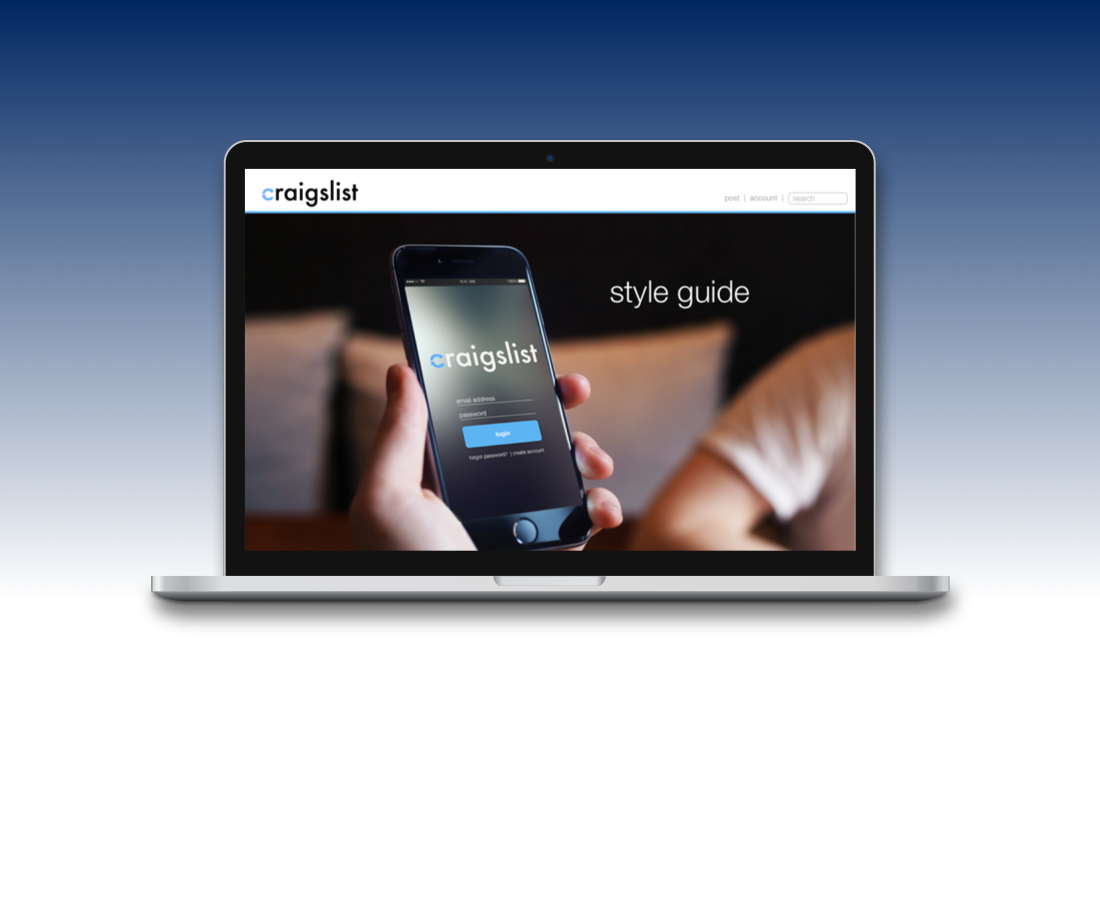 craigslist
post | account | search
style guide
craigslist
email address
password
login
forgot password? | create account